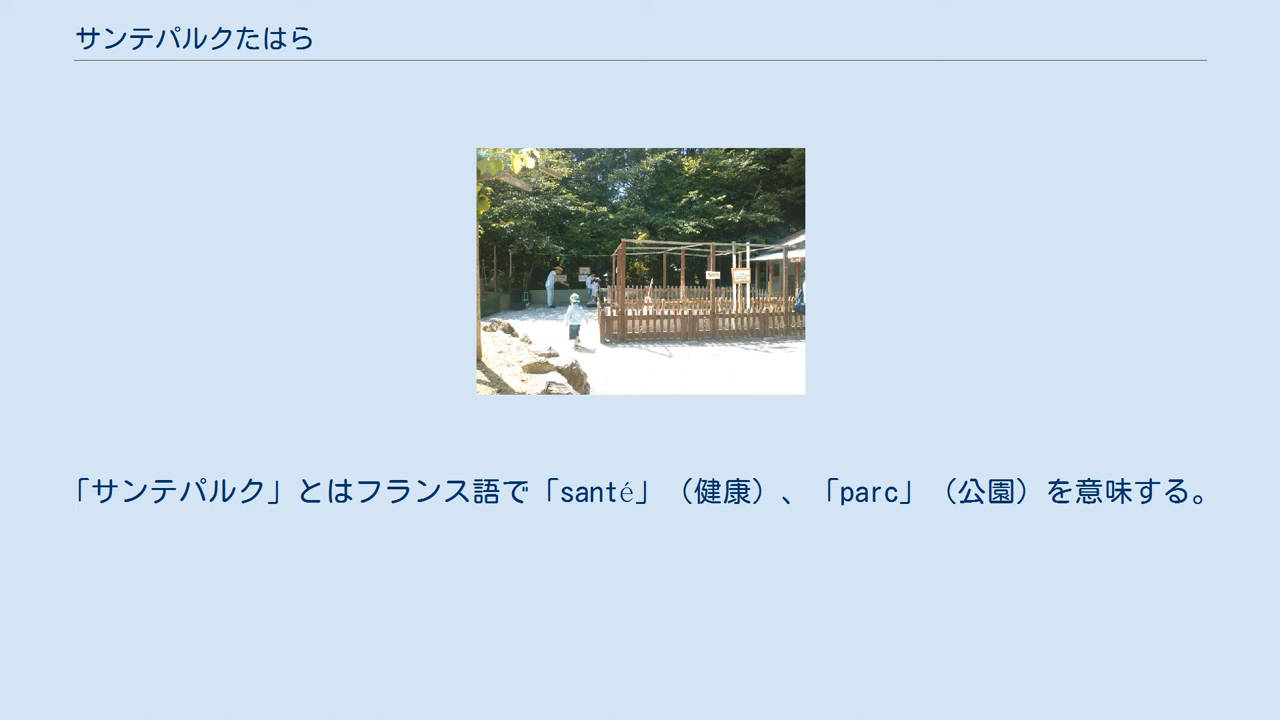 サンテパルクたはら
「サンテパルク」とはフランス語で「santé」（健康）、「parc」（公園）を意味する。